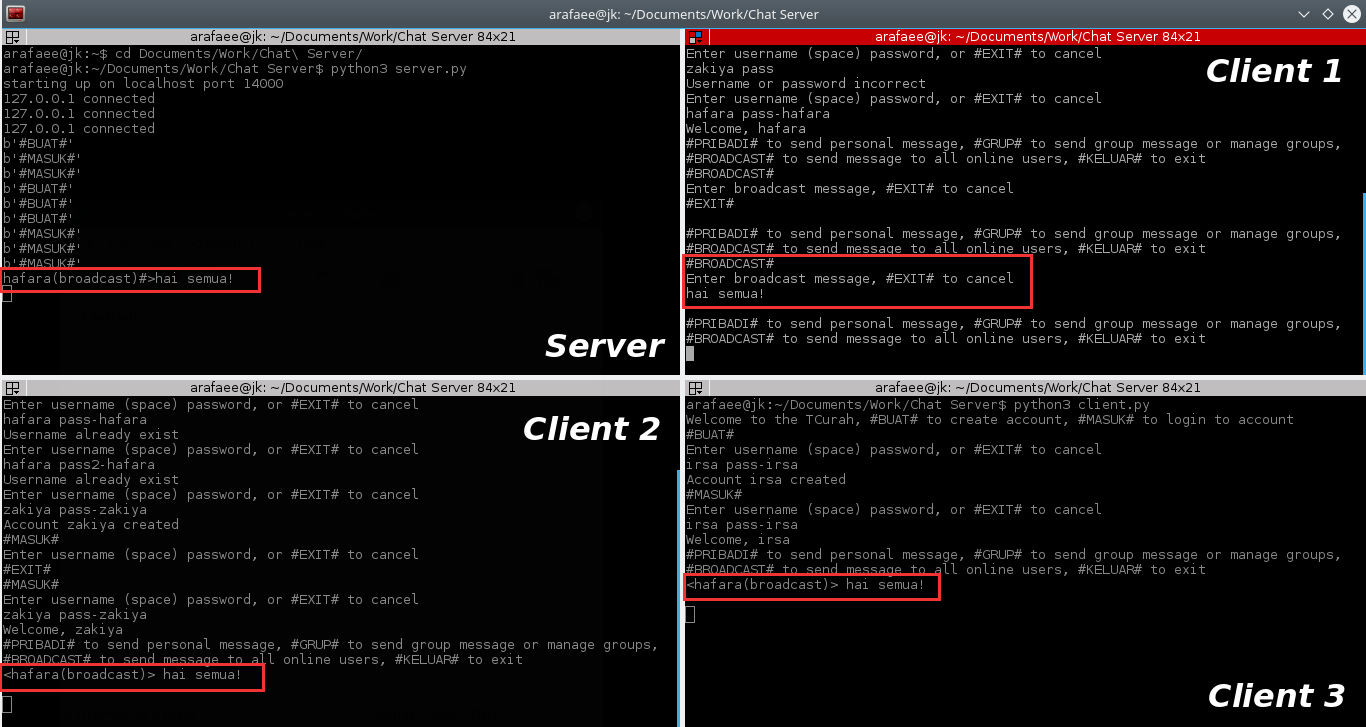 arafaee@jk: ~/Documents/Work/Chat Server
arafaee@jk: ~/Documents/Work/Chat Server 84x21
arafaee@jk:~$ cd Documents/Work/Chat\ Server/
arafaee@jk:~/Documents/Work/Chat Server$ python3 server.py
starting up on localhost port 14000
127.0.0.1 connected
127.0.0.1 connected
127.0.0.1 connected
b'#BUAT#'
b'#MASUK#'
b'#MASUK#'
b'#BUAT#'
b'#BUAT#'
b'#BUAT#'
b'#MASUK#'
b'#MASUK#'
b'#MASUK#'
hafara(broadcast)#>hai semua!
Server
arafaee@jk: ~/Documents/Work/Chat Server 84x21
Enter username (space) password, or #EXIT# to cancel
zakiya pass
Username or password incorrect
Enter username (space) password, or #EXIT# to cancel
hafara pass-hafara
Welcome, hafara
#PRIBADI# to send personal message, #GRUP# to send group message or manage groups,
#BROADCAST# to send message to all online users, #KELUAR# to exit
#BROADCAST#
Enter broadcast message, #EXIT# to cancel
#EXIT#
#PRIBADI# to send personal message, #GRUP# to send group message or manage groups,
#BROADCAST# to send message to all online users, #KELUAR# to exit
#BROADCAST#
Enter broadcast message, #EXIT# to cancel
hai semua!
#PRIBADI# to send personal message, #GRUP# to send group message or manage groups,
#BROADCAST# to send message to all online users, #KELUAR# to exit
Client 1
arafaee@jk: ~/Documents/Work/Chat Server 84x21
Enter username (space) password, or #EXIT# to cancel
hafara pass-hafara
Username already exist
Enter username (space) password, or #EXIT# to cancel
hafara pass2-hafara
Username already exist
Enter username (space) password, or #EXIT# to cancel
zakiya pass-zakiya
Account zakiya created
#MASUK#
Enter username (space) password, or #EXIT# to cancel
#EXIT#
#MASUK#
Enter username (space) password, or #EXIT# to cancel
zakiya pass-zakiya
Welcome, zakiya
#PRIBADI# to send personal message, #GRUP# to send group message or manage groups,
#BROADCAST# to send message to all online users, #KELUAR# to exit
<hafara(broadcast)> hai semua!
Client 2
arafaee@jk: ~/Documents/Work/Chat Server 84x21
arafaee@jk:~/Documents/Work/Chat Server$ python3 client.py
Welcome to the TCurah, #BUAT# to create account, #MASUK# to login to account
#BUAT#
Enter username (space) password, or #EXIT# to cancel
irsa pass-irsa
Account irsa created
#MASUK#
Enter username (space) password, or #EXIT# to cancel
irsa pass-irsa
Welcome, irsa
#PRIBADI# to send personal message, #GRUP# to send group message or manage groups,
#BROADCAST# to send message to all online users, #KELUAR# to exit
<hafara(broadcast)> hai semua!
Client 3